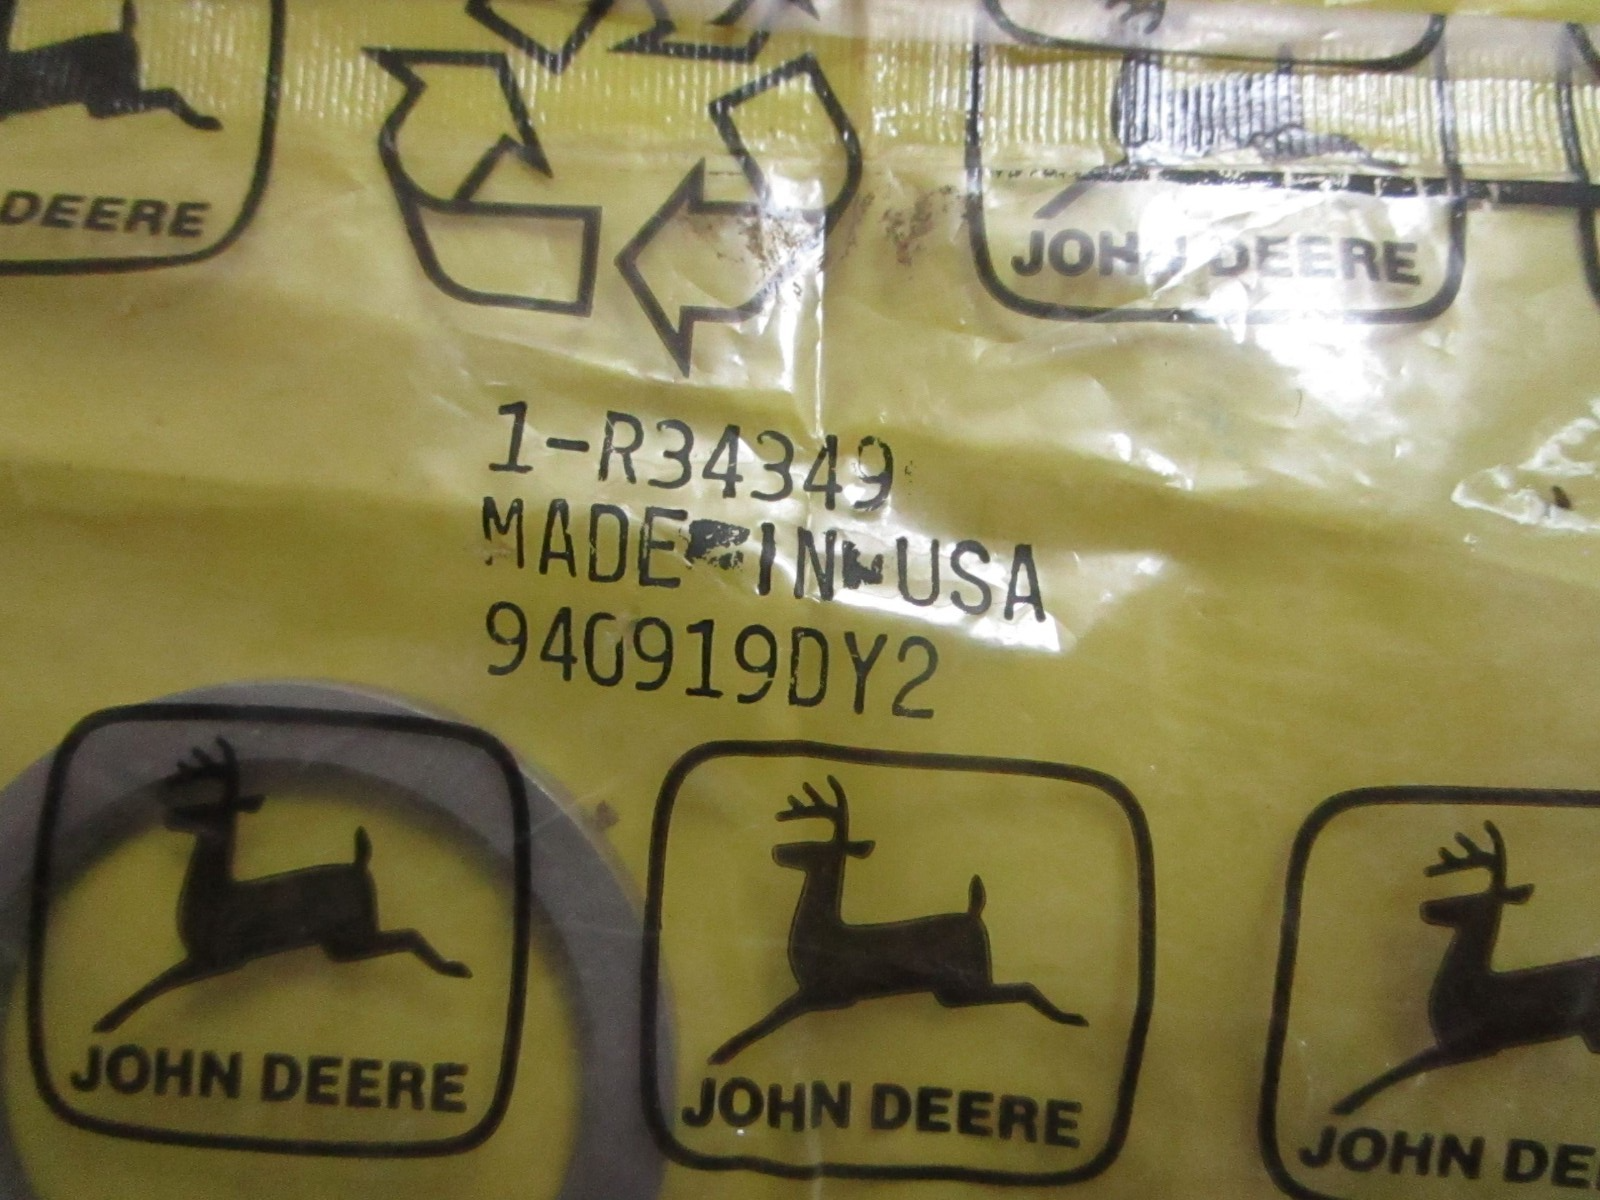 DEERE
JOHN DEERE
1-R34349
MADE IN USA
940919DY2
JOHN DEERE
JOHN DEERE
JOHN DE